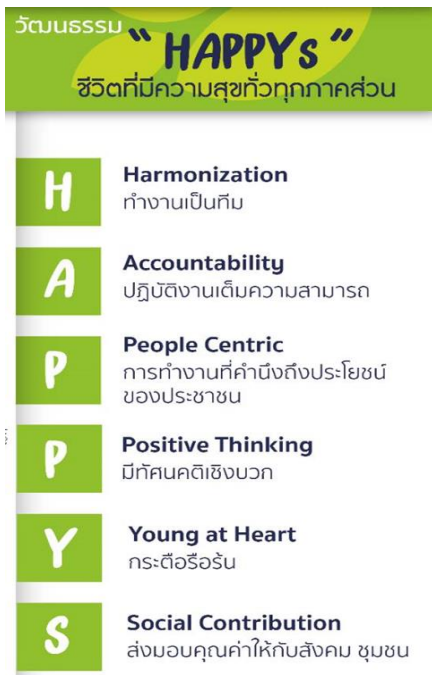 วัฒนธรรม
“ HAPPYs ”
ชีวิตที่มีความสุขทั่วทุกภาคส่วน
H
Harmonization
ทำงานเป็นทีม
A
Accountability
ปฏิบัติงานเต็มความสามารถ
P
People Centric
การทำงานที่คำนึงถึงประโยชน์
ของประชาชน
P
Positive Thinking
มีทัศนคติเชิงบวก
Y
Young at Heart
กระตือรือร้น
S
Social Contribution
ส่งมอบคุณค่าให้กับสังคม ชุมชน